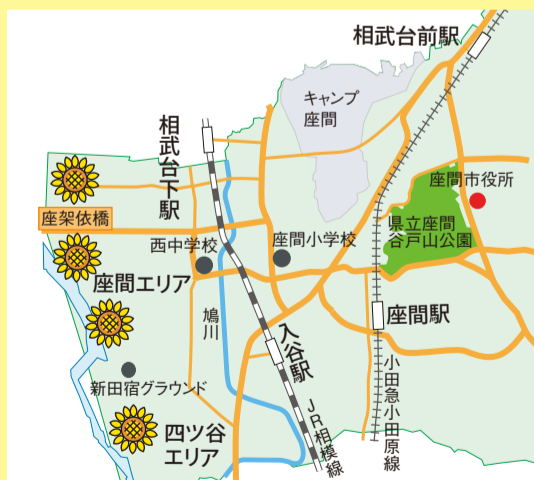 相武台前駅
キャンプ
座間
相武台下駅
座間市役所
座架依橋
県立座間
谷戸山公園
西中学校
座間小学校
座間エリア
鳩川
入谷駅
座間駅
新田宿グラウンド
小田急小田原線
四ツ谷
エリア
JR相模線